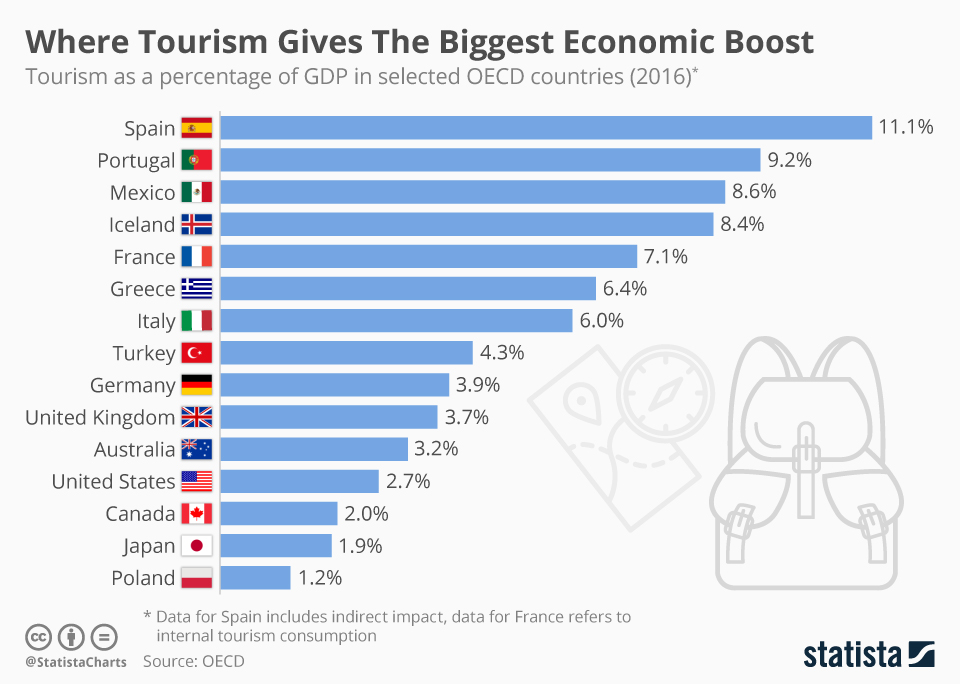 Where Tourism Gives The Biggest Economic Boost
Tourism as a percentage of GDP in selected OECD countries (2016)*
Spain 11.1%
Portugal 9.2%
Mexico 8.6%
Iceland 8.4%
France 7.1%
Greece 6.4%
Italy 6.0%
Turkey 4.3%
Germany 3.9%
United Kingdom 3.7%
Australia 3.2%
United States 2.7%
Canada 2.0%
Japan 1.9%
Poland 1.2%
* Data for Spain includes indirect impact, data for France refers to
internal tourism consumption
cc
@StatistaCharts Source: OECD
statista